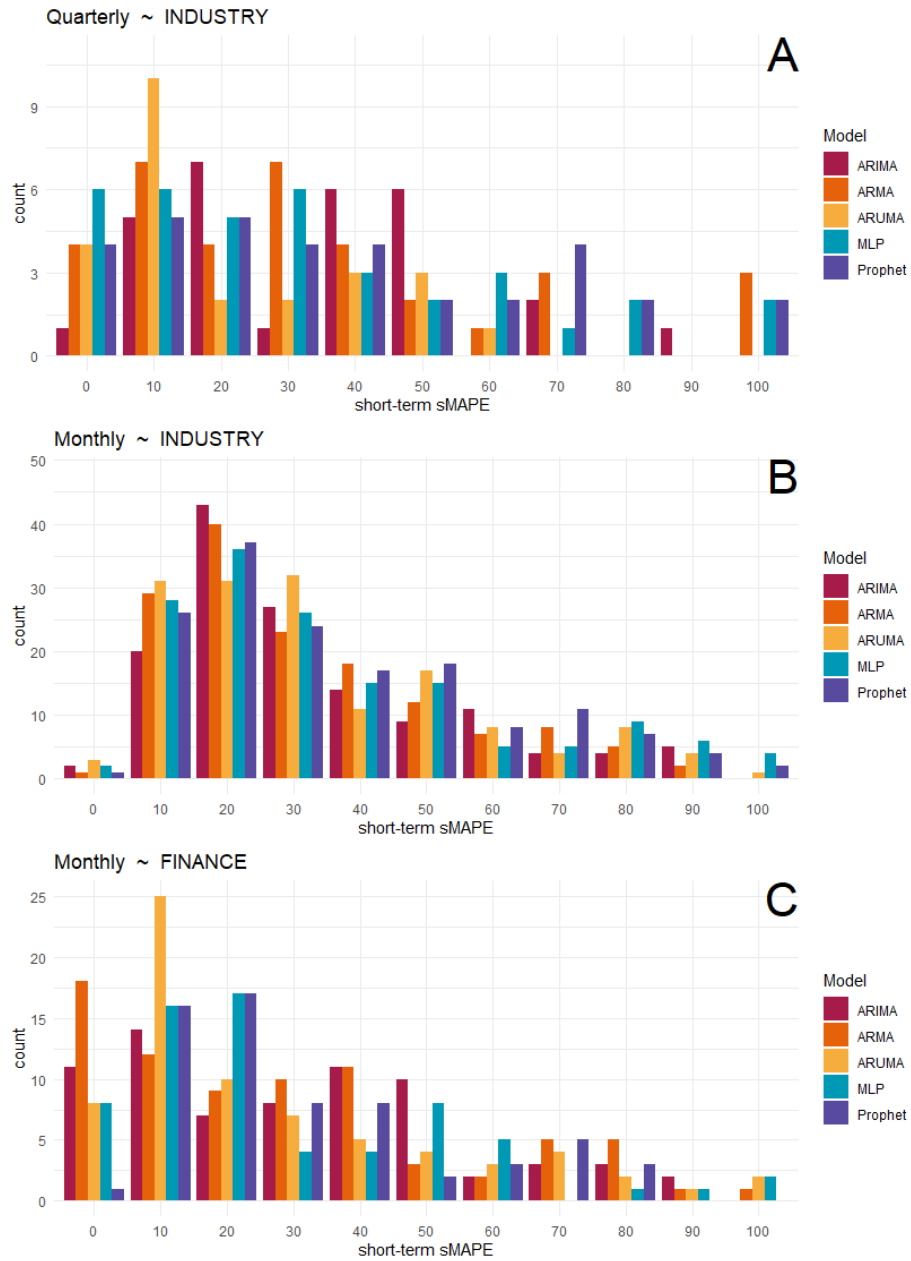 Quarterly ~ INDUSTRY
A
9
6
3
0
count
0 10 20 30 40 50 60 70 80 90 100
short-term sMAPE
Model
ARIMA
ARMA
ARUMA
MLP
Prophet
Monthly ~ INDUSTRY
B
50
40
30
20
10
0
count
0 10 20 30 40 50 60 70 80 90 100
short-term sMAPE
Model
ARIMA
ARMA
ARUMA
MLP
Prophet
Monthly ~ FINANCE
C
25
20
15
10
5
0
count
0 10 20 30 40 50 60 70 80 90 100
short-term sMAPE
Model
ARIMA
ARMA
ARUMA
MLP
Prophet